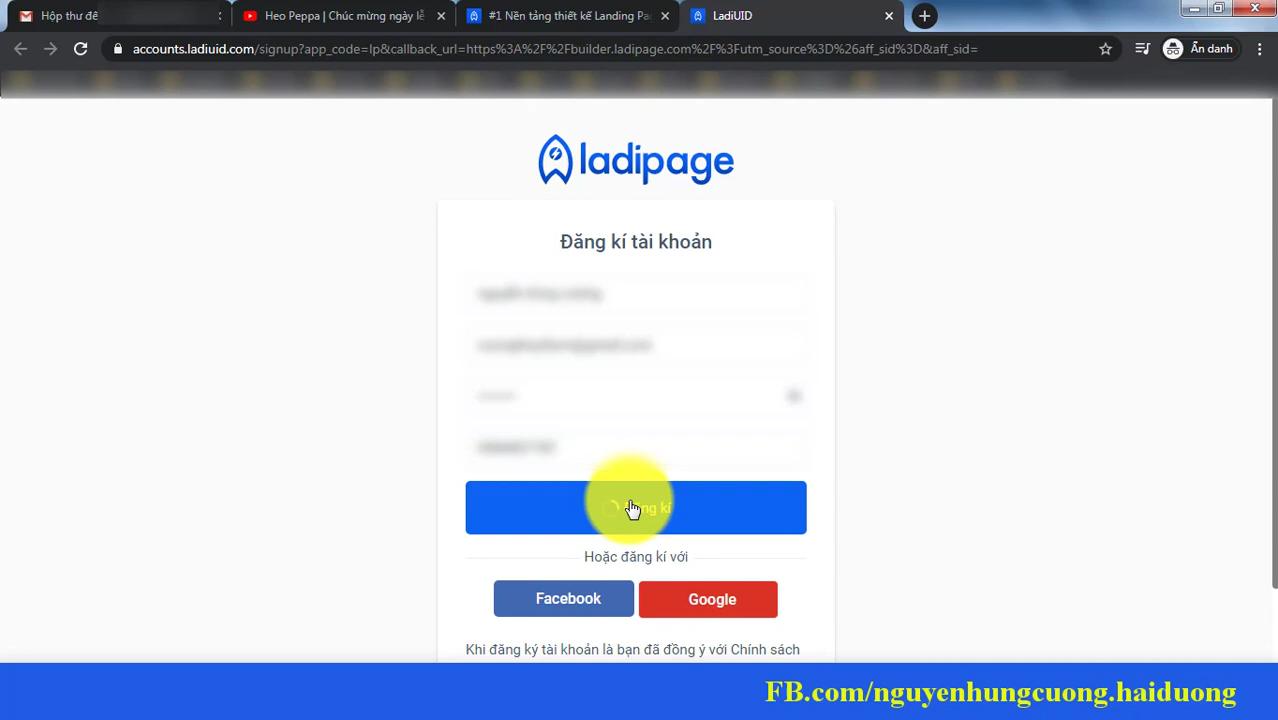 Hộp thư đế
Heo Peppa | Chúc mừng ngày lễ
#1 Nền tảng thiết kế Landing Pag
LadiUID
accounts.ladiuid.com/signup?app_code=lp&callback_url=https%3A%2F%2Fbuilder.ladipage.com%2F%3Futm_source%3D%26aff_sid%3D&aff_sid=
Ẩn danh
ladipage
Đăng kí tài khoản
Đăng kí
Hoặc đăng kí với
Facebook
Google
Khi đăng ký tài khoản là bạn đã đồng ý với Chính sách
FB.com/nguyenhungcuong.haiduong